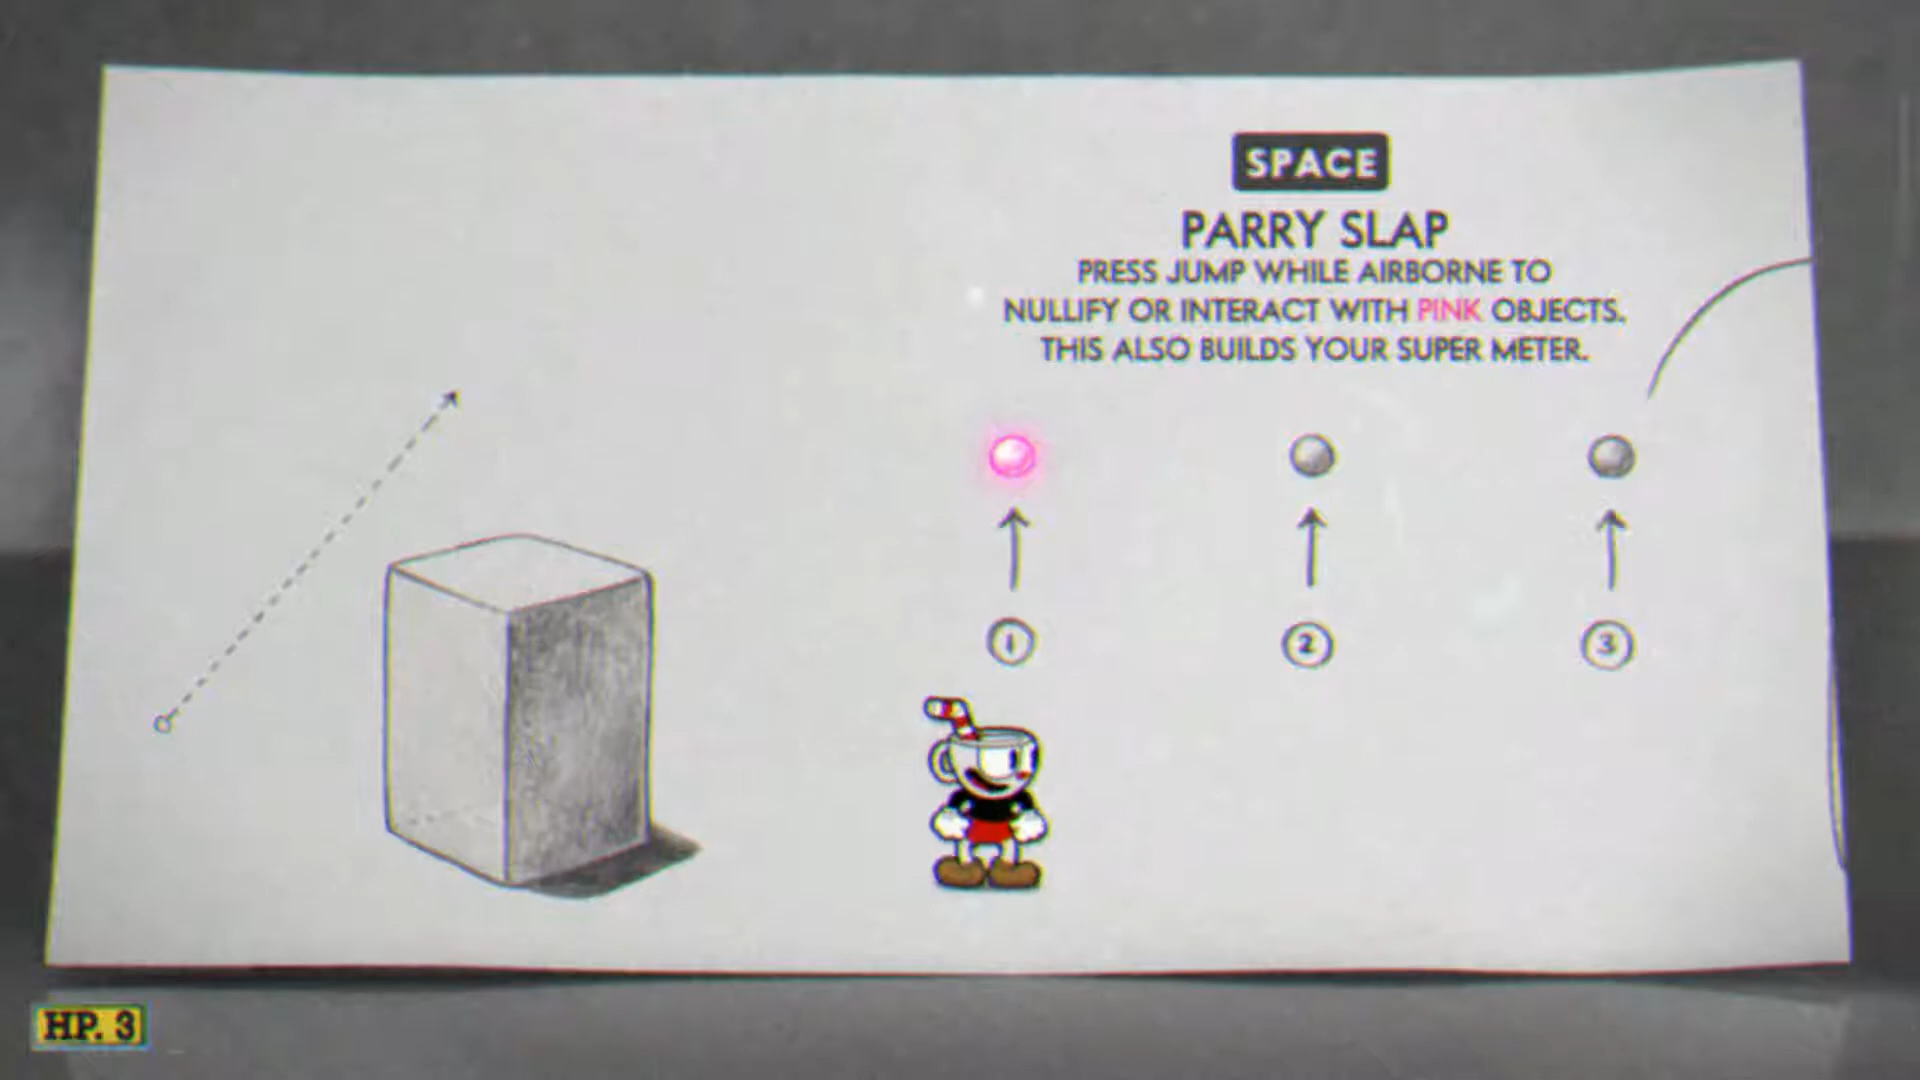 SPACE
PARRY SLAP
PRESS JUMP WHILE AIRBORNE TO
NULLIFY OR INTERACT WITH PINK OBJECTS.
THIS ALSO BUILDS YOUR SUPER METER.
1 2 3
HP. 3